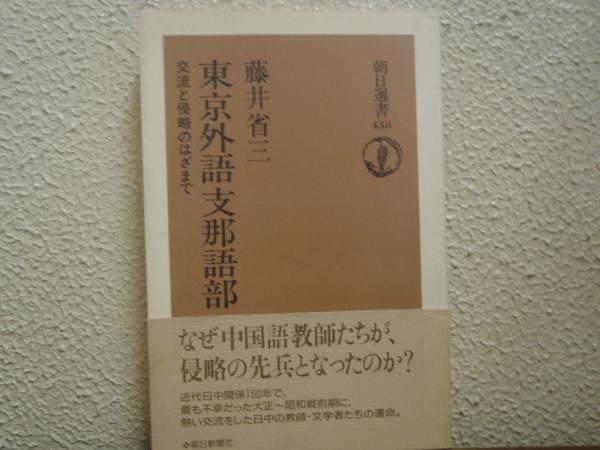 朝日選書
458
藤井省三
東京外語支那語部
交流と侵略のはざまで
なぜ中国語教師たちが、
侵略の先兵となったのか?
近代日中関係150年で、
最も不幸だった大正〜昭和戦前期に、
熱い交流をした日中の教師・文学者たちの運命。
朝日新聞社